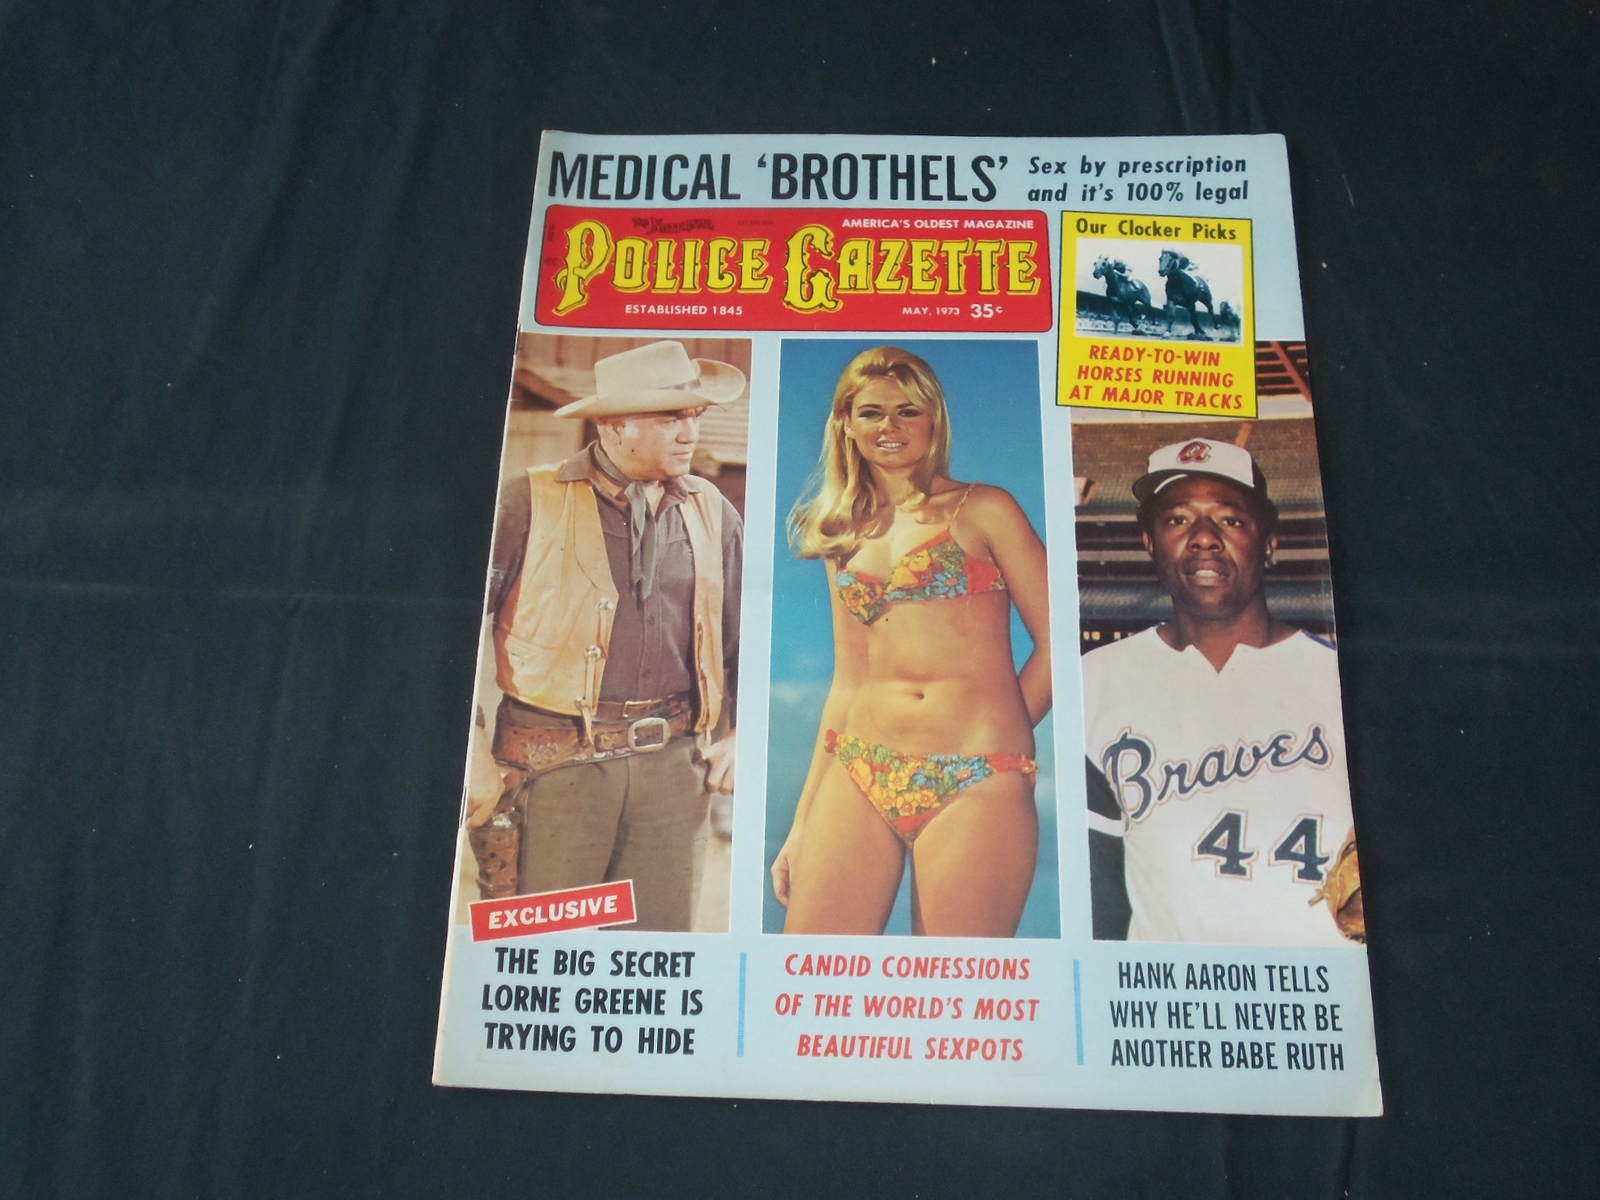 MEDICAL 'BROTHELS'
Sex by prescription
and it's 100% legal
The National
AMERICA'S OLDEST MAGAZINE
POLICE GAZETTE
ESTABLISHED 1845
MAY, 1973 35¢
Our Clocker Picks
READY-TO-WIN
HORSES RUNNING
AT MAJOR TRACKS
a
Braves
44
EXCLUSIVE
THE BIG SECRET
LORNE GREENE IS
TRYING TO HIDE
CANDID CONFESSIONS
OF THE WORLD'S MOST
BEAUTIFUL SEXPOTS
HANK AARON TELLS
WHY HE'LL NEVER BE
ANOTHER BABE RUTH